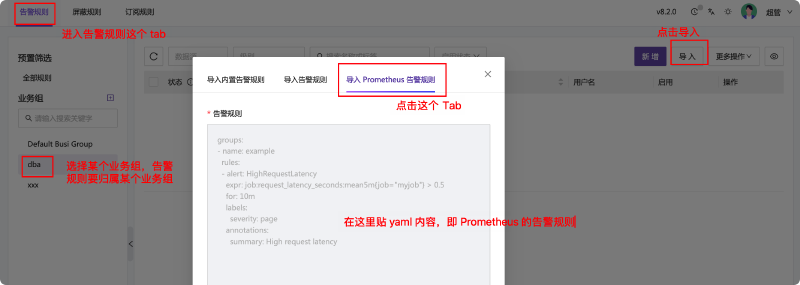 告警规则 屏蔽规则 订阅规则
v8.2.0 超管
进入告警规则这个 tab
点击导入
预置筛选
全部规则
业务组
请输入搜索关键字
Default Busi Group
dba
xxx
选择某个业务组，告警
规则要归属某个业务组
新 增 导 入 更多操作
状态 用户名 启用 操作
导入内置告警规则 导入告警规则 导入 Prometheus 告警规则
点击这个 Tab
* 告警规则
groups:
- name: example
rules:
- alert: HighRequestLatency
expr: job:request_latency_seconds:mean5m{job="myjob"} > 0.5
for: 10m
labels:
severity: page
annotations:
summary: High request latency
在这里贴 yaml 内容，即 Prometheus 的告警规则